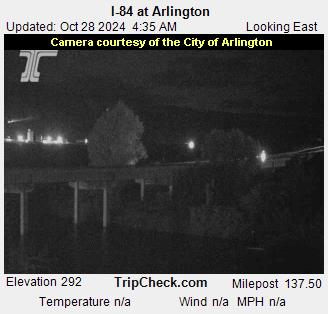 I-84 at Arlington
Updated: Oct 28 2024 4:35 AM Looking East
Camera courtesy of the City of Arlington
Elevation 292 TripCheck.com Milepost 137.50
Temperature n/a Wind n/a MPH n/a